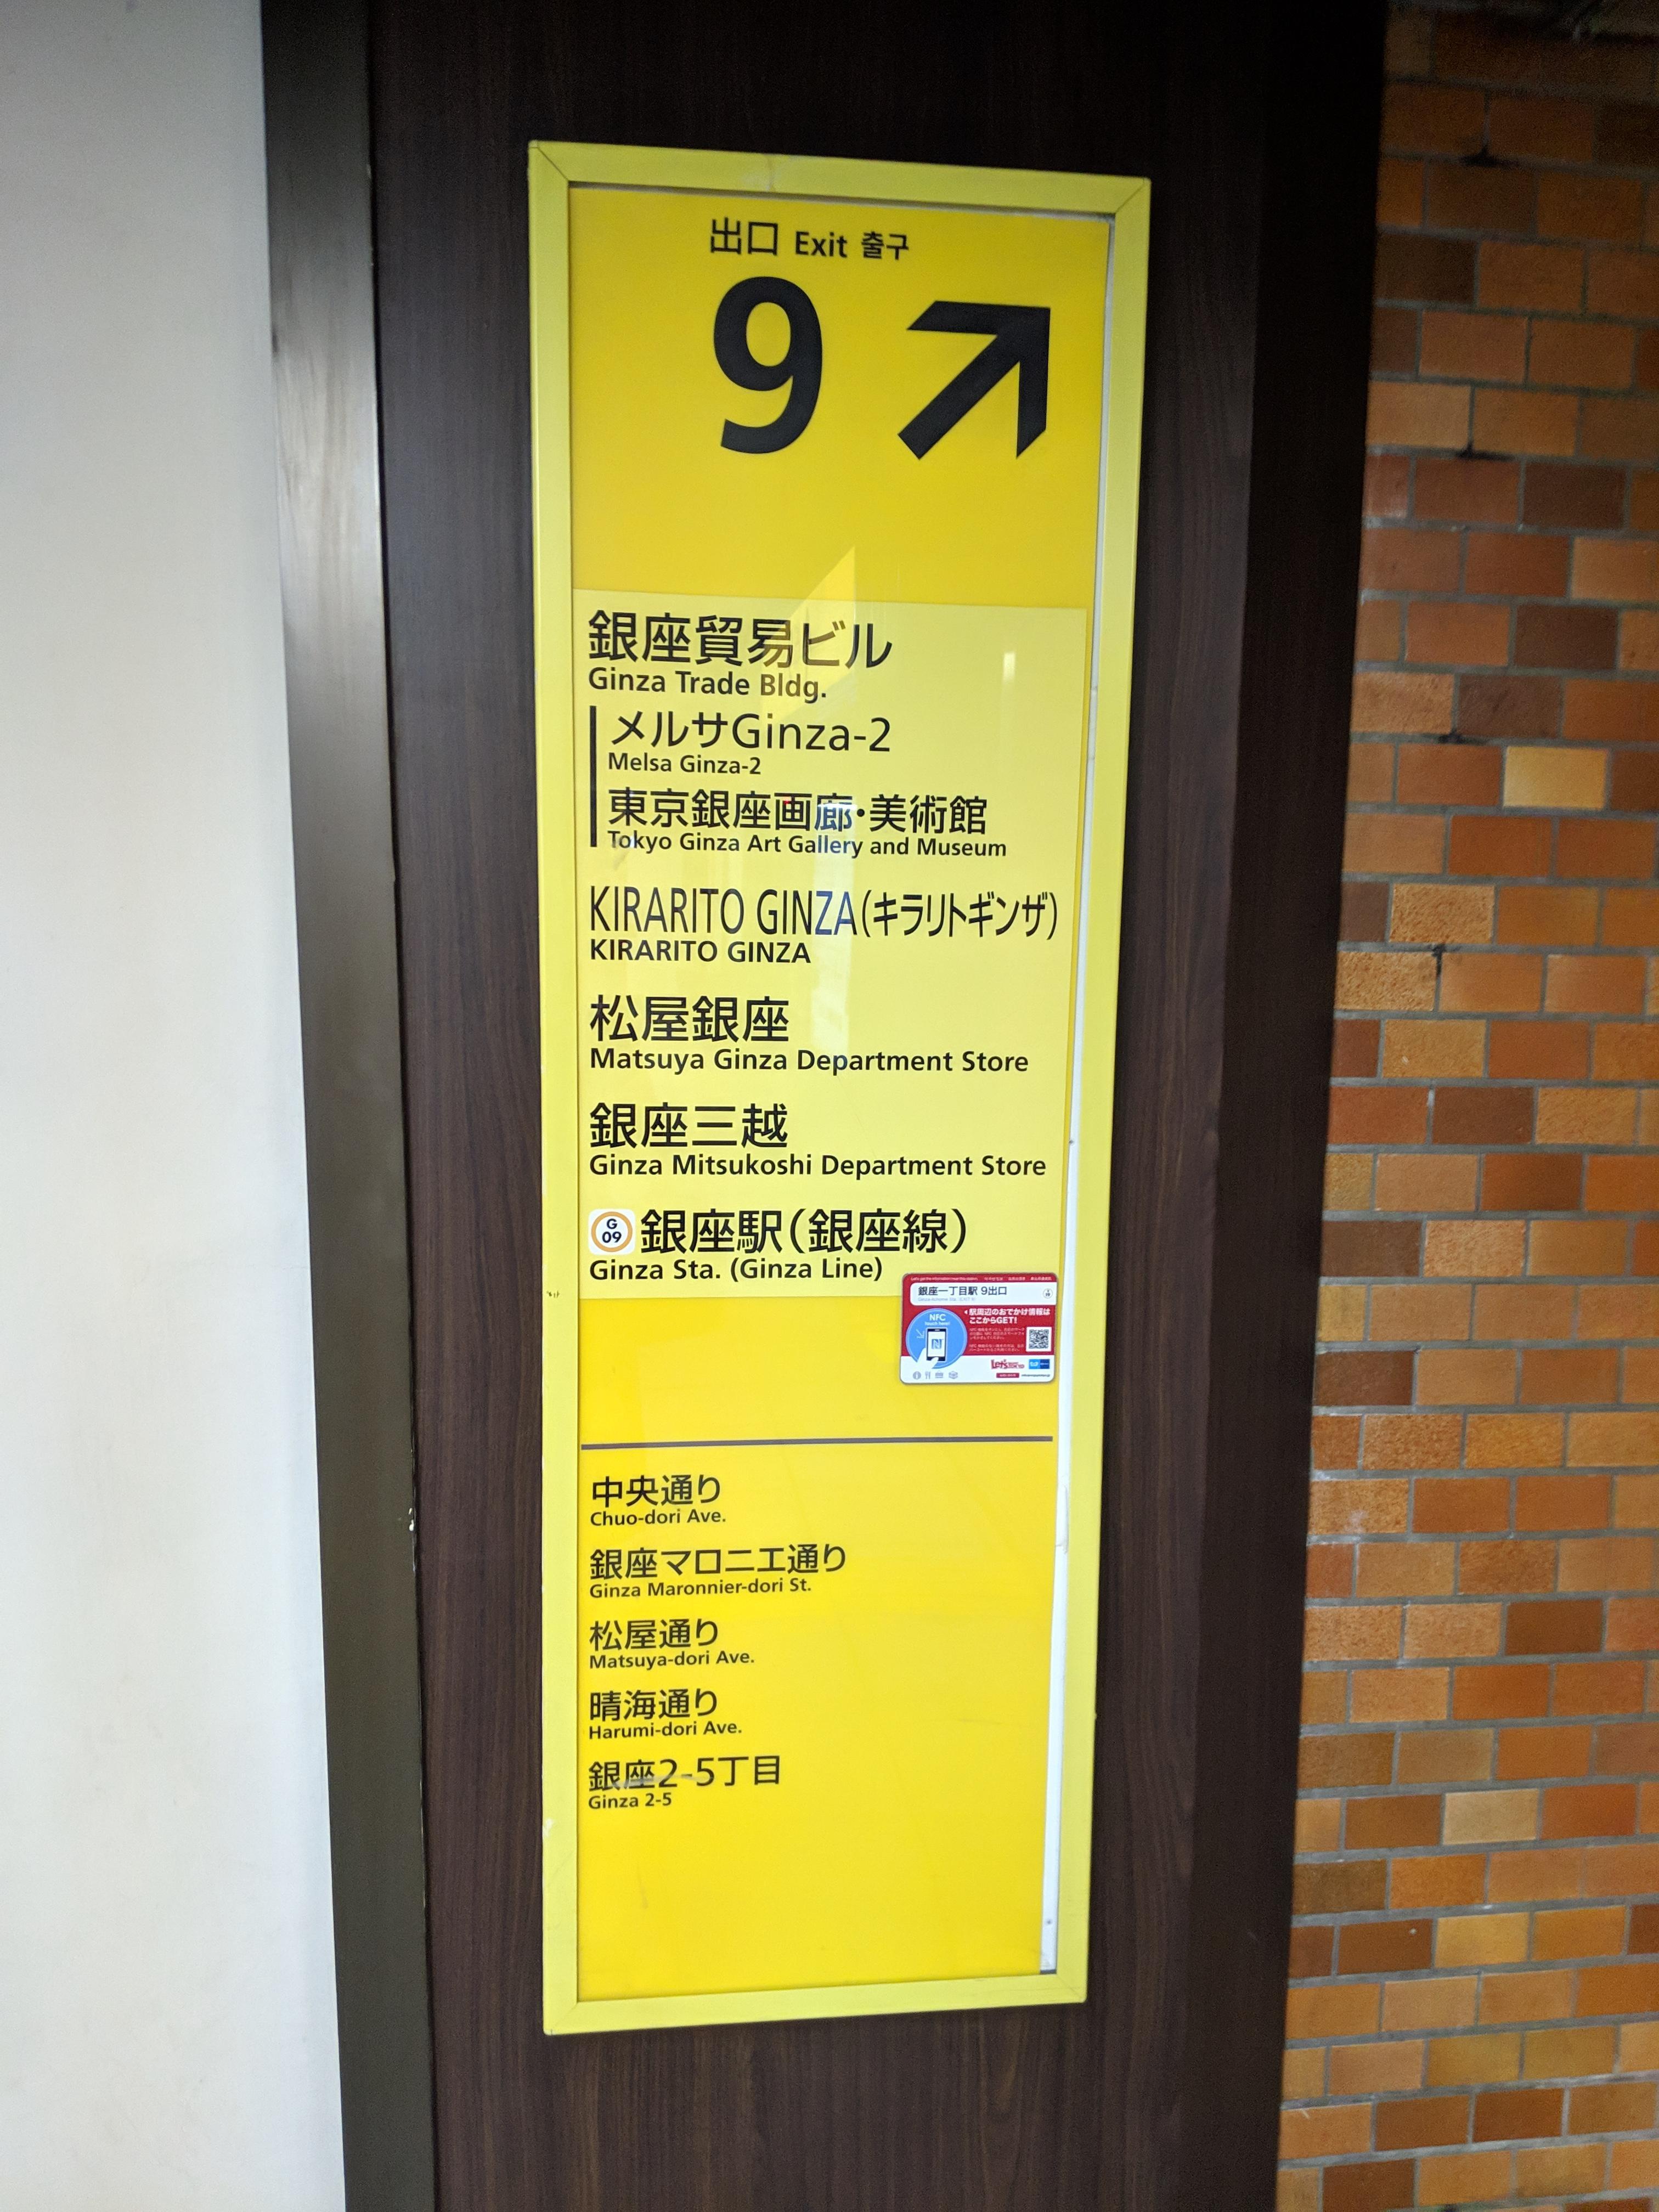 出口 Exit 출구
9
銀座貿易ビル
Ginza Trade Bldg.
メルサGinza-2
Melsa Ginza-2
東京銀座画廊・美術館
Tokyo Ginza Art Gallery and Museum
KIRARITO GINZA(キラリトギンザ)
KIRARITO GINZA
松屋銀座
Matsuya Ginza Department Store
銀座三越
Ginza Mitsukoshi Department Store
G
09
銀座駅(銀座線)
Ginza Sta. (Ginza Line)
銀座一丁目駅 9出口
NFC
駅周辺のおでかけ情報は
ここからGET!
中央通り
Chuo-dori Ave.
銀座マロニエ通り
Ginza Maronnier-dori St.
松屋通り
Matsuya-dori Ave.
晴海通り
Harumi-dori Ave.
銀座2-5丁目
Ginza 2-5